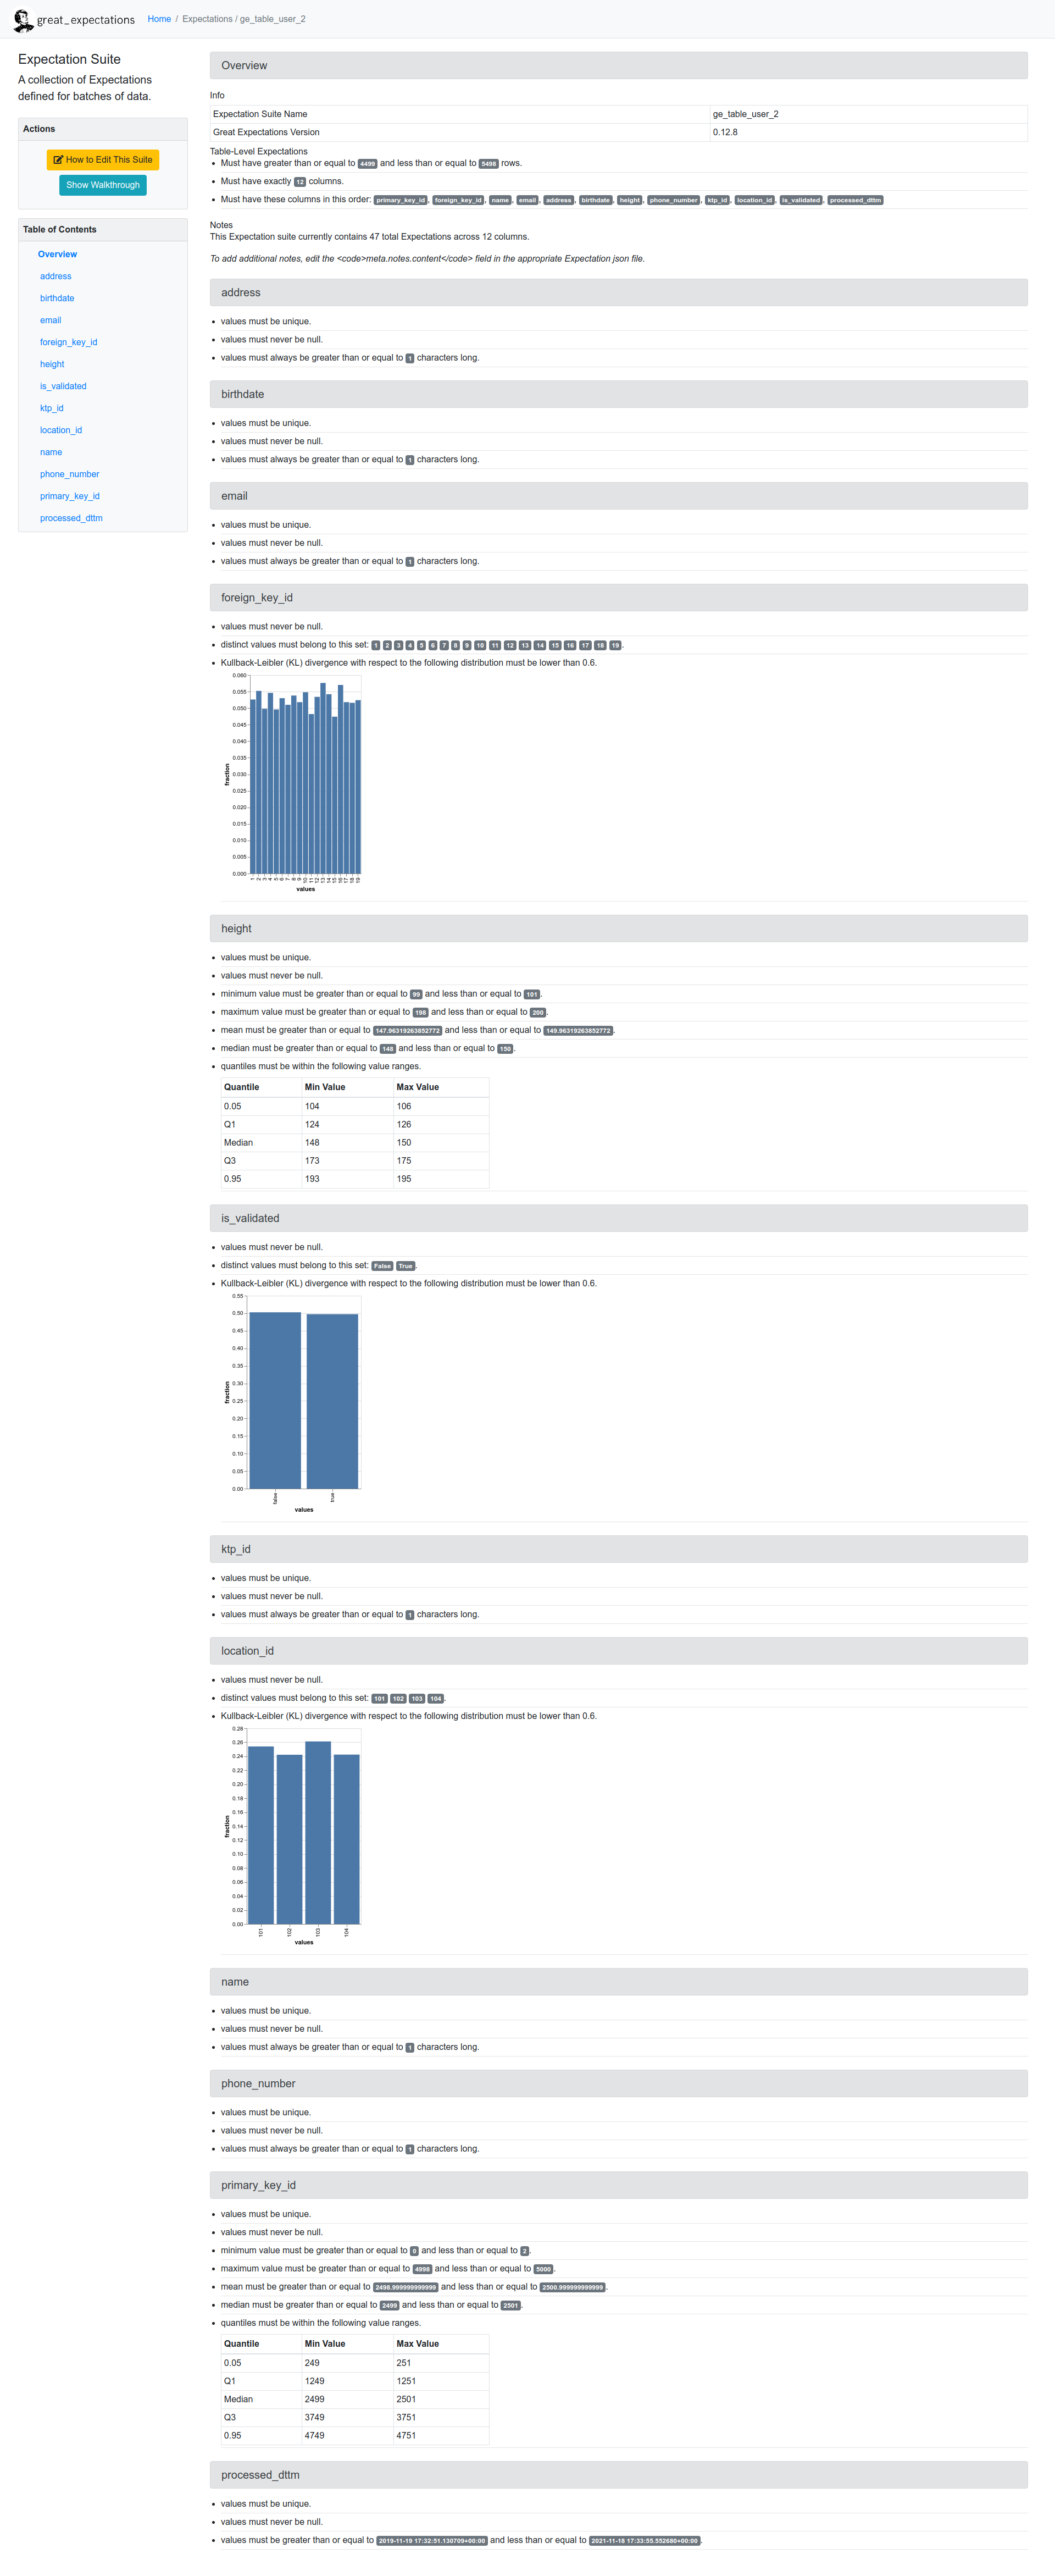 great_expectations
Home / Expectations / ge_table_user_2
Expectation Suite
A collection of Expectations
defined for batches of data.
Actions
How to Edit This Suite
Show Walkthrough
Table of Contents
Overview
address
birthdate
email
foreign_key_id
height
is_validated
ktp_id
location_id
name
phone_number
primary_key_id
processed_dttm
Overview
Info
Expectation Suite Name ge_table_user_2
Great Expectations Version 0.12.8
Table-Level Expectations
Must have greater than or equal to 4499 and less than or equal to 5498 rows.
Must have exactly 12 columns.
Must have these columns in this order: primary_key_id, foreign_key_id, name, email, address, birthdate, height, phone_number, ktp_id, location_id, is_validated, processed_dttm
Notes
This Expectation suite currently contains 47 total Expectations across 12 columns.
To add additional notes, edit the <code>meta.notes.content</code> field in the appropriate Expectation json file.
address
values must be unique.
values must never be null.
values must always be greater than or equal to 1 characters long.
birthdate
values must be unique.
values must never be null.
values must always be greater than or equal to 1 characters long.
email
values must be unique.
values must never be null.
values must always be greater than or equal to 1 characters long.
foreign_key_id
values must never be null.
distinct values must belong to this set: 1 2 3 4 5 6 7 8 9 10 11 12 13 14 15 16 17 18 19.
Kullback-Leibler (KL) divergence with respect to the following distribution must be lower than 0.6.
0.060
0.055
0.050
0.045
0.040
0.035
0.030
0.025
0.020
0.015
0.010
0.005
0.000
fraction
1 2 3 4 5 6 7 8 9 10 11 12 13 14 15 16 17 18 19
values
height
values must be unique.
values must never be null.
minimum value must be greater than or equal to 99 and less than or equal to 101.
maximum value must be greater than or equal to 198 and less than or equal to 200.
mean must be greater than or equal to 147.96319263852772 and less than or equal to 149.96319263852772.
median must be greater than or equal to 148 and less than or equal to 150.
quantiles must be within the following value ranges.
Quantile Min Value Max Value
0.05 104 106
Q1 124 126
Median 148 150
Q3 173 175
0.95 193 195
is_validated
values must never be null.
distinct values must belong to this set: False True.
Kullback-Leibler (KL) divergence with respect to the following distribution must be lower than 0.6.
0.55
0.50
0.45
0.40
0.35
0.30
0.25
0.20
0.15
0.10
0.05
0.00
fraction
false true
values
ktp_id
values must be unique.
values must never be null.
values must always be greater than or equal to 1 characters long.
location_id
values must never be null.
distinct values must belong to this set: 101 102 103 104.
Kullback-Leibler (KL) divergence with respect to the following distribution must be lower than 0.6.
0.28
0.26
0.24
0.22
0.20
0.18
0.16
0.14
0.12
0.10
0.08
0.06
0.04
0.02
0.00
fraction
101 102 103 104
values
name
values must be unique.
values must never be null.
values must always be greater than or equal to 1 characters long.
phone_number
values must be unique.
values must never be null.
values must always be greater than or equal to 1 characters long.
primary_key_id
values must be unique.
values must never be null.
minimum value must be greater than or equal to 0 and less than or equal to 2.
maximum value must be greater than or equal to 4998 and less than or equal to 5000.
mean must be greater than or equal to 2498.999999999999 and less than or equal to 2500.999999999999.
median must be greater than or equal to 2499 and less than or equal to 2501.
quantiles must be within the following value ranges.
Quantile Min Value Max Value
0.05 249 251
Q1 1249 1251
Median 2499 2501
Q3 3749 3751
0.95 4749 4751
processed_dttm
values must be unique.
values must never be null.
values must be greater than or equal to 2019-11-19 17:32:51.130709+00:00 and less than or equal to 2021-11-18 17:33:55.552680+00:00.